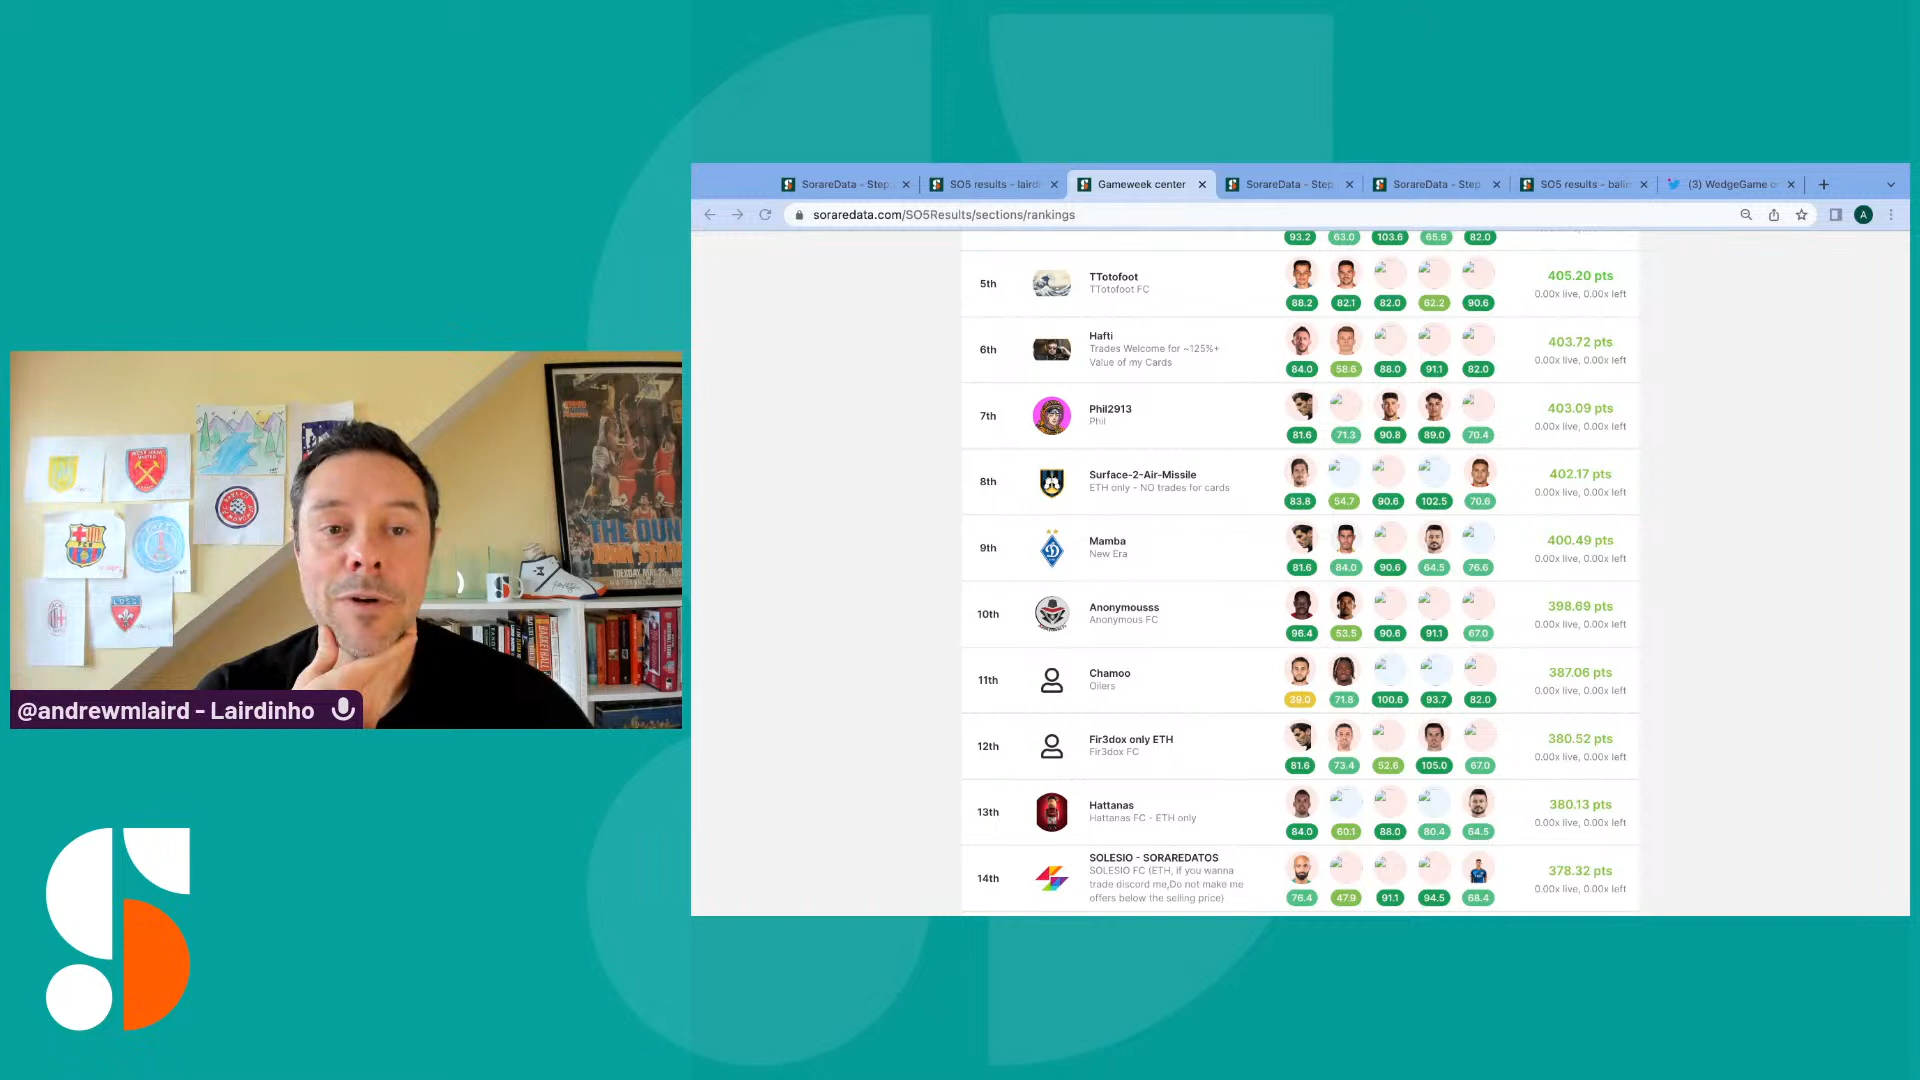 SorareData - Step
SO5 results - laird
Gameweek center
SorareData - Step
SorareData - Step
SO5 results - balin
(3) WedgeGame o
soraredata.com/SO5Results/sections/rankings
A
93.2 63.0 103.6 65.9 82.0
5th
TTotofoot
TTotofoot FC
88.2 82.1 82.0 62.2 90.6
405.20 pts
0.00x live, 0.00x left
6th
Hafti
Trades Welcome for ~125%+
Value of my Cards
84.0 58.6 88.0 91.1 82.0
403.72 pts
0.00x live, 0.00x left
7th
Phil2913
Phil
81.6 71.3 90.8 89.0 70.4
403.09 pts
0.00x live, 0.00x left
8th
Surface-2-Air-Missile
ETH only - NO trades for cards
83.8 54.7 90.6 102.5 70.6
402.17 pts
0.00x live, 0.00x left
9th
Mamba
New Era
81.6 84.0 90.6 64.5 76.6
400.49 pts
0.00x live, 0.00x left
10th
Anonymousss
Anonymous FC
96.4 53.5 90.6 91.1 67.0
398.69 pts
0.00x live, 0.00x left
11th
Chamoo
Oilers
39.0 71.8 100.6 93.7 82.0
387.06 pts
0.00x live, 0.00x left
12th
Fir3dox only ETH
Fir3dox FC
81.6 73.4 52.6 105.0 67.0
380.52 pts
0.00x live, 0.00x left
13th
Hattanas
Hattanas FC - ETH only
84.0 60.1 88.0 80.4 64.5
380.13 pts
0.00x live, 0.00x left
14th
SOLESIO - SORAREDATOS
SOLESIO FC (ETH, if you wanna
trade discord me,Do not make me
offers below the selling price)
76.4 47.9 91.1 94.5 68.4
378.32 pts
0.00x live, 0.00x left
THE DUN
WEST HAM
UNITED
FCB
LOSC
@andrewmlaird - Lairdinho